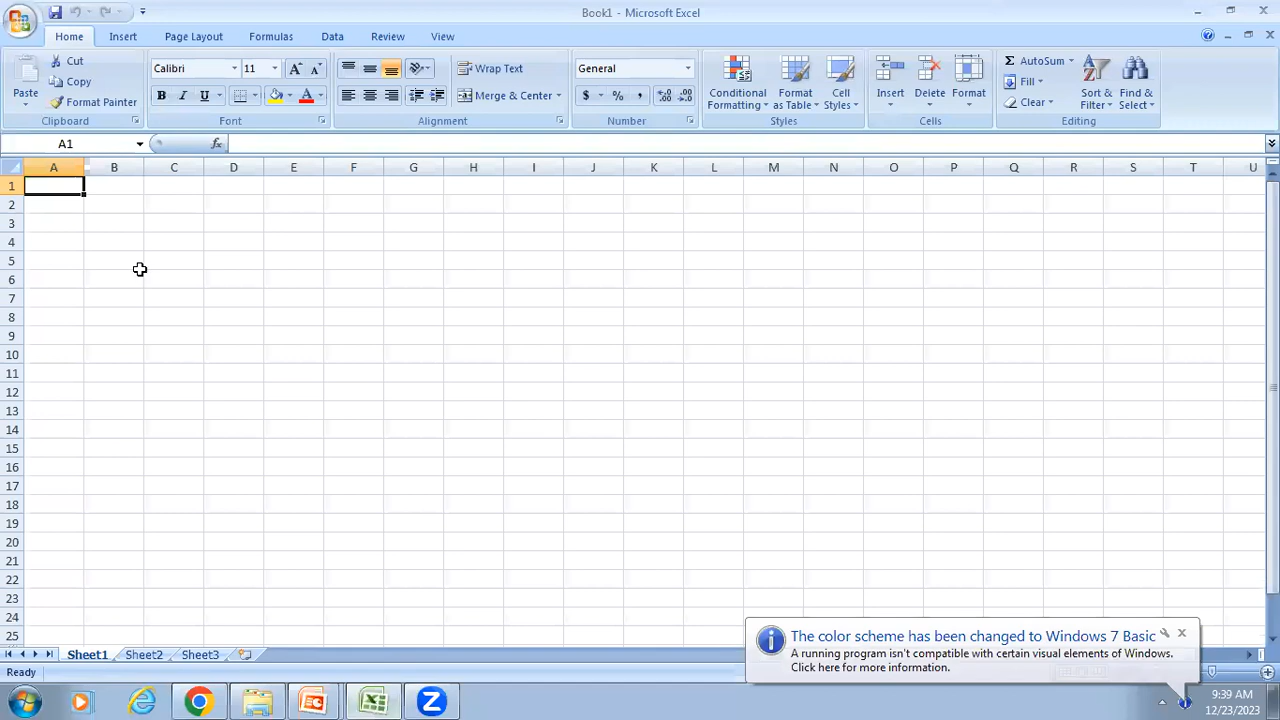 Book1 - Microsoft Excel
Home Insert Page Layout Formulas Data Review View
Paste
Cut
Copy
Format Painter
Clipboard
Calibri 11
B I U
Font
Wrap Text
Merge & Center
Alignment
General
$ % ,
Number
Conditional Formatting
Format as Table
Cell Styles
Styles
Insert
Delete
Format
Cells
Σ AutoSum
Fill
Clear
Sort & Filter
Find & Select
Editing
A1 fx
A B C D E F G H I J K L M N O P Q R S T U
1
2
3
4
5
6
7
8
9
10
11
12
13
14
15
16
17
18
19
20
21
22
23
24
25
Sheet1 Sheet2 Sheet3
Ready
The color scheme has been changed to Windows 7 Basic
A running program isn't compatible with certain visual elements of Windows.
Click here for more information.
9:39 AM
12/23/2023